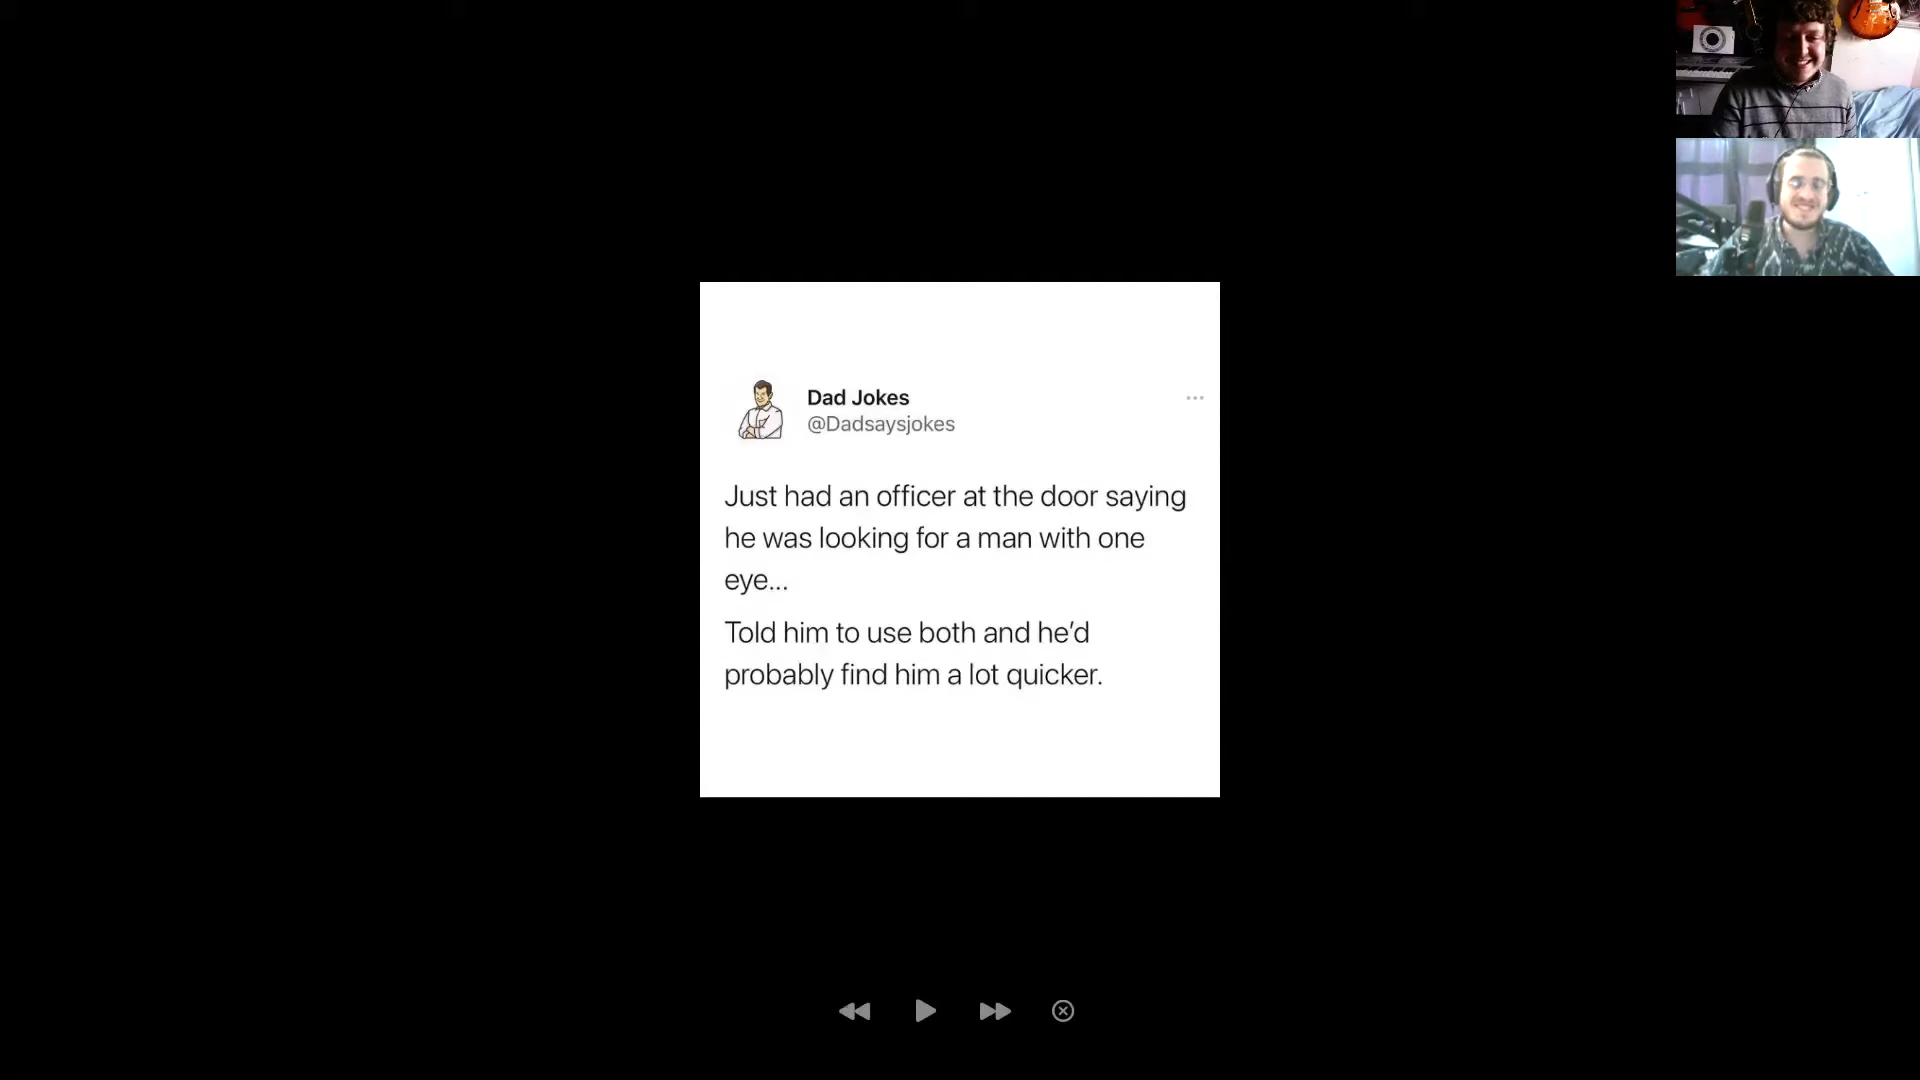 Dad Jokes
@Dadsaysjokes
Just had an officer at the door saying
he was looking for a man with one
eye...
Told him to use both and he’d
probably find him a lot quicker.